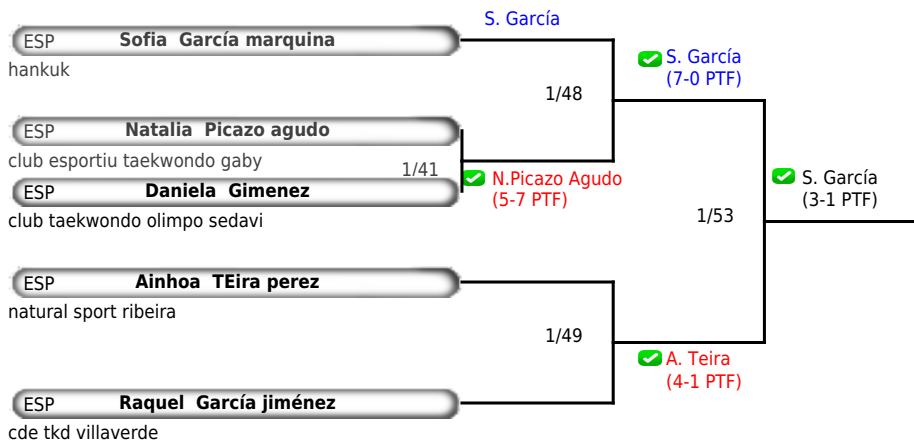 S. García
ESP Sofia García marquina
hankuk
S. García
(7-0 PTF)
1/48
ESP Natalia Picazo agudo
club esportiu taekwondo gaby
1/41
N.Picazo Agudo
(5-7 PTF)
S. García
(3-1 PTF)
ESP Daniela Gimenez
club taekwondo olimpo sedavi
1/53
ESP Ainhoa TEira perez
natural sport ribeira
1/49
A. Teira
(4-1 PTF)
ESP Raquel García jiménez
cde tkd villaverde